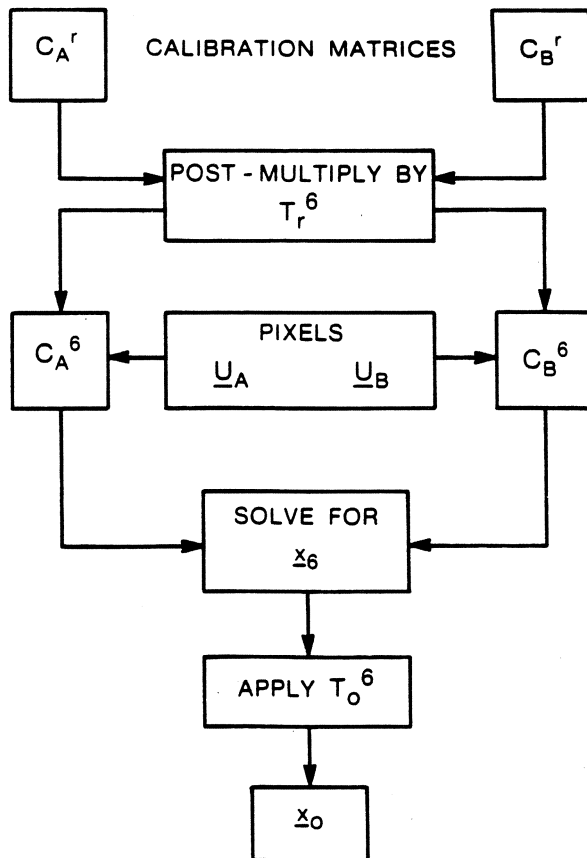 C_A^r CALIBRATION MATRICES C_B^r
POST - MULTIPLY BY
T_r^6
C_A^6 PIXELS C_B^6
U_A U_B
SOLVE FOR
x_6
APPLY T_o^6
x_o